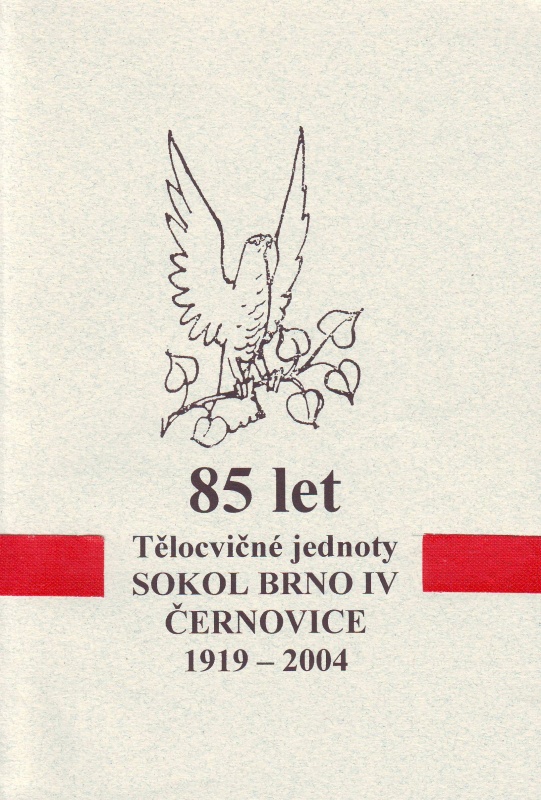 85 let
Tělocvičné jednoty
SOKOL BRNO IV
ČERNOVICE
1919 – 2004